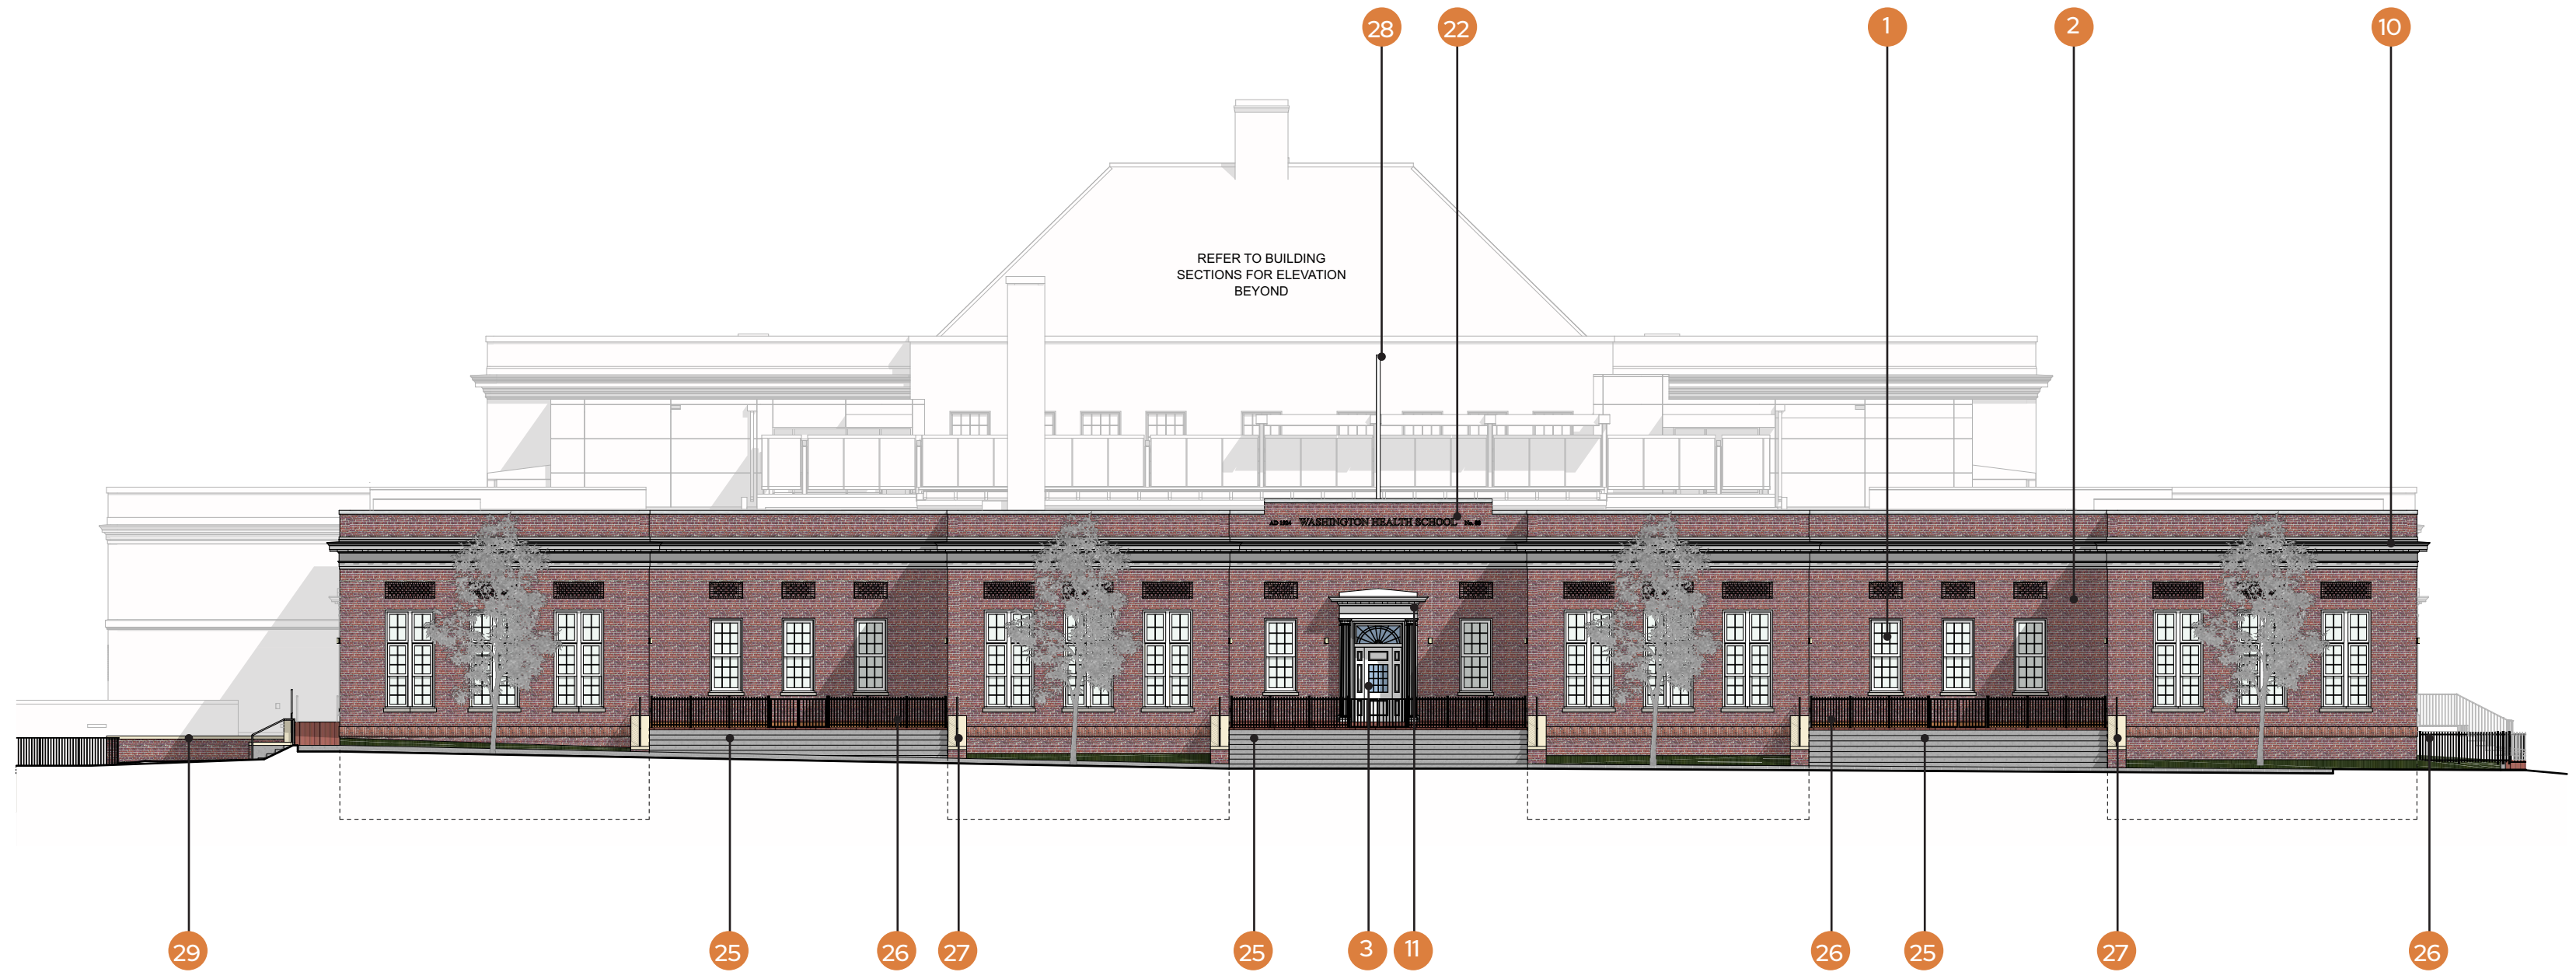 28 22 1 2 10
REFER TO BUILDING
SECTIONS FOR ELEVATION
BEYOND
WASHINGTON HEALTH SCHOOL
29 25 26 27 25 3 11 26 25 27 26